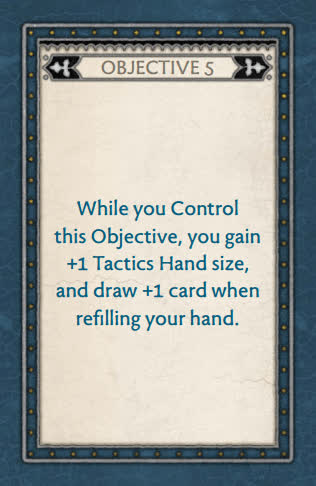 OBJECTIVE 5
While you Control
this Objective, you gain
+1 Tactics Hand size,
and draw +1 card when
refilling your hand.